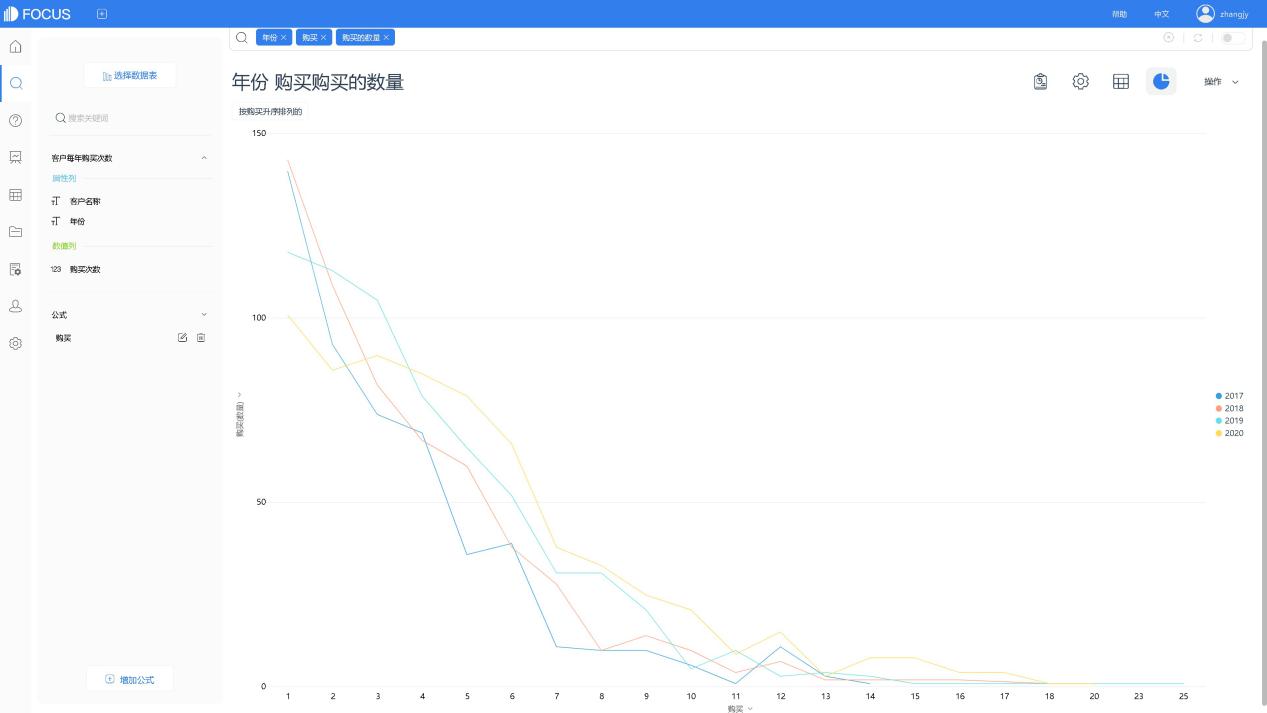 FOCUS
帮助 中文 zhangjy
年份 × 购买 × 购买的数量 ×
选择数据表
搜索关键词
客户每年购买次数
属性列
客户名称
年份
数值列
123 购买次数
公式
购买
增加公式
年份 购买购买的数量
操作
按购买升序排列的
150
100
50
0
购买(数量)
1 2 3 4 5 6 7 8 9 10 11 12 13 14 15 16 17 18 20 23 25
购买
2017
2018
2019
2020